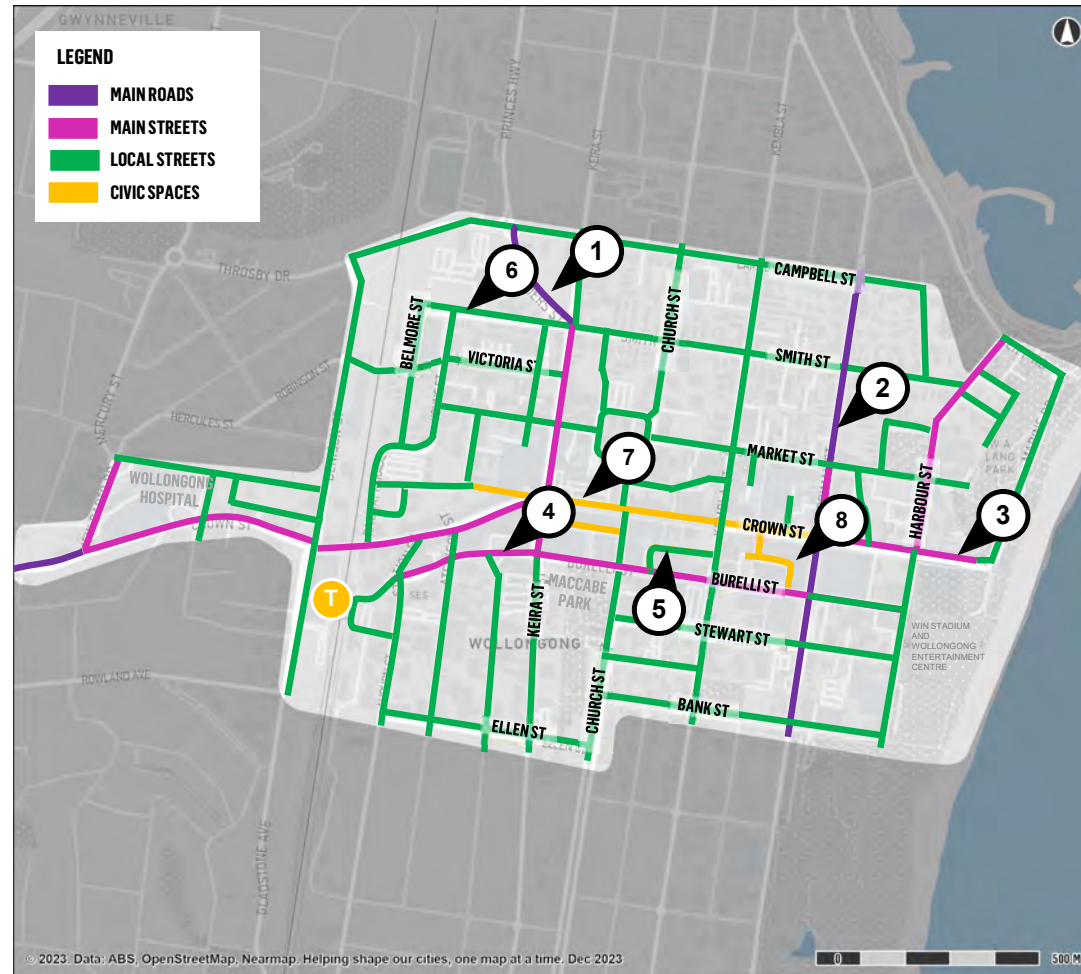 GWYNNEVILLE
LEGEND
MAIN ROADS
MAIN STREETS
LOCAL STREETS
CIVIC SPACES
PRINCES HWY
KEIRA ST
KEMBLA ST
THROSBY DR
1
6
CAMPBELL ST
BELMORE ST
CHURCH ST
VICTORIA ST
SMITH ST
ROBINSON ST
MERCURY ST
HERCULES ST
2
MARKET ST
7
LANG
PARK
WOLLONGONG
HOSPITAL
HARBOUR ST
CROWN ST
4
CROWN ST
8
3
MACCABE
PARK
SES
T
5
BURELLI ST
KEIRA ST
STEWART ST
WOLLONGONG
WIN STADIUM
AND
WOLLONGONG
ENTERTAINMENT
CENTRE
ROWLAND AVE
CHURCH ST
BANK ST
ELLEN ST
GLADSTONE AVE
© 2023. Data: ABS, OpenStreetMap, Nearmap. Helping shape our cities, one map at a time. Dec 2023
0
500 M